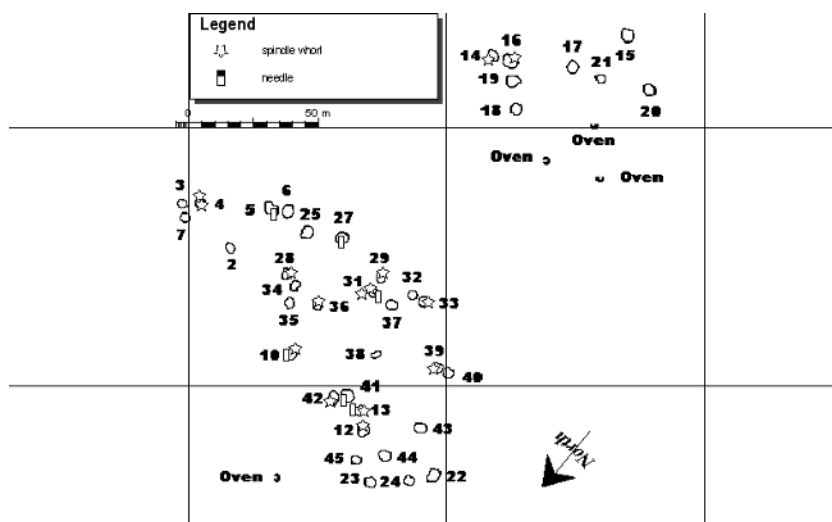 Legend
spindle whorl
needle
0 50 m
14 16 17 21 15
19
18 20
Oven
Oven Oven
3 6
4 5 25 27
7
2 28 29
34 31 32
36 33
35 37
10 38 39
40
42 41
13
12 43
45 44
Oven 23 24 22
North